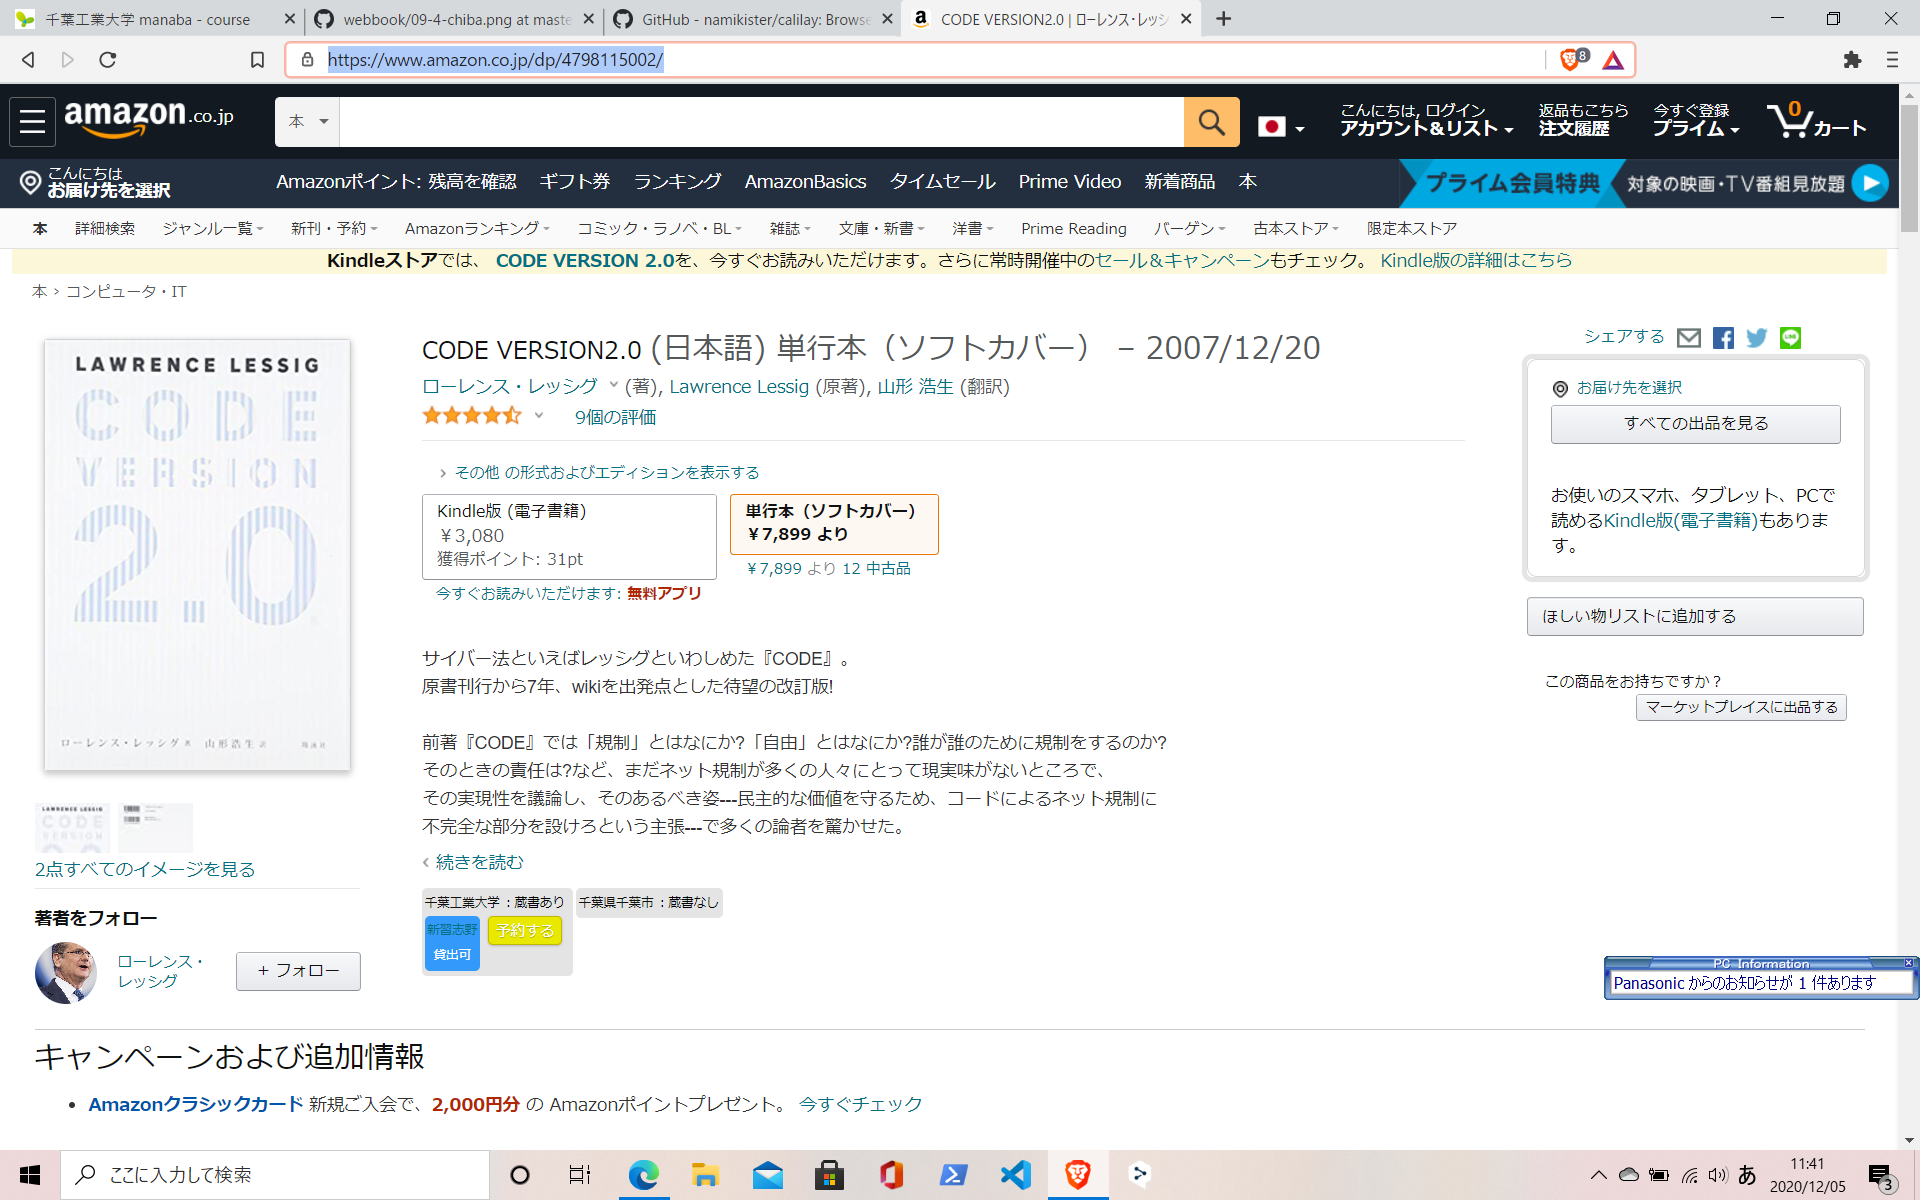 千葉工業大学 manaba - course
webbook/09-4-chiba.png at maste
GitHub - namikister/calilay: Browse
CODE VERSION2.0 | ローレンス・レッシ
https://www.amazon.co.jp/dp/4798115002/
8
amazon.co.jp
本
こんにちは, ログイン
アカウント&リスト
返品もこちら
注文履歴
今すぐ登録
プライム
0
カート
こんにちは
お届け先を選択
Amazonポイント: 残高を確認 ギフト券 ランキング AmazonBasics タイムセール Prime Video 新着商品 本
プライム会員特典 対象の映画・TV番組見放題
本 詳細検索 ジャンル一覧 新刊・予約 Amazonランキング コミック・ラノベ・BL 雑誌 文庫・新書 洋書 Prime Reading バーゲン 古本ストア 限定本ストア
Kindleストアでは、 CODE VERSION 2.0を、今すぐお読みいただけます。さらに常時開催中のセール＆キャンペーンもチェック。 Kindle版の詳細はこちら
本 › コンピュータ・IT
LAWRENCE LESSIG
CODE
VERSION
2.0
ローレンス・レッシグ 著 山形浩生 訳 翔泳社
LAWRENCE LESSIG
CODE
VERSION
2.0
2点すべてのイメージを見る
著者をフォロー
ローレンス・
レッシグ
+ フォロー
CODE VERSION2.0 (日本語) 単行本（ソフトカバー） – 2007/12/20
ローレンス・レッシグ (著), Lawrence Lessig (原著), 山形 浩生 (翻訳)
9個の評価
› その他 の形式およびエディションを表示する
Kindle版 (電子書籍)
￥3,080
獲得ポイント: 31pt
今すぐお読みいただけます: 無料アプリ
単行本（ソフトカバー）
￥7,899 より
￥7,899 より 12 中古品
サイバー法といえばレッシグといわしめた『CODE』。
原書刊行から7年、wikiを出発点とした待望の改訂版!
前著『CODE』では「規制」とはなにか?「自由」とはなにか?誰が誰のために規制をするのか?
そのときの責任は?など、まだネット規制が多くの人々にとって現実味がないところで、
その実現性を議論し、そのあるべき姿---民主的な価値を守るため、コードによるネット規制に
不完全な部分を設けろという主張---で多くの論者を驚かせた。
‹ 続きを読む
千葉工業大学 ：蔵書あり
新習志野
貸出可
予約する
千葉県千葉市 ：蔵書なし
シェアする
お届け先を選択
すべての出品を見る
お使いのスマホ、タブレット、PCで
読めるKindle版(電子書籍)もありま
す。
ほしい物リストに追加する
この商品をお持ちですか？
マーケットプレイスに出品する
PC Information
Panasonic からのお知らせが 1 件あります
キャンペーンおよび追加情報
• Amazonクラシックカード 新規ご入会で、2,000円分 の Amazonポイントプレゼント。 今すぐチェック
ここに入力して検索
あ
11:41
2020/12/05
3